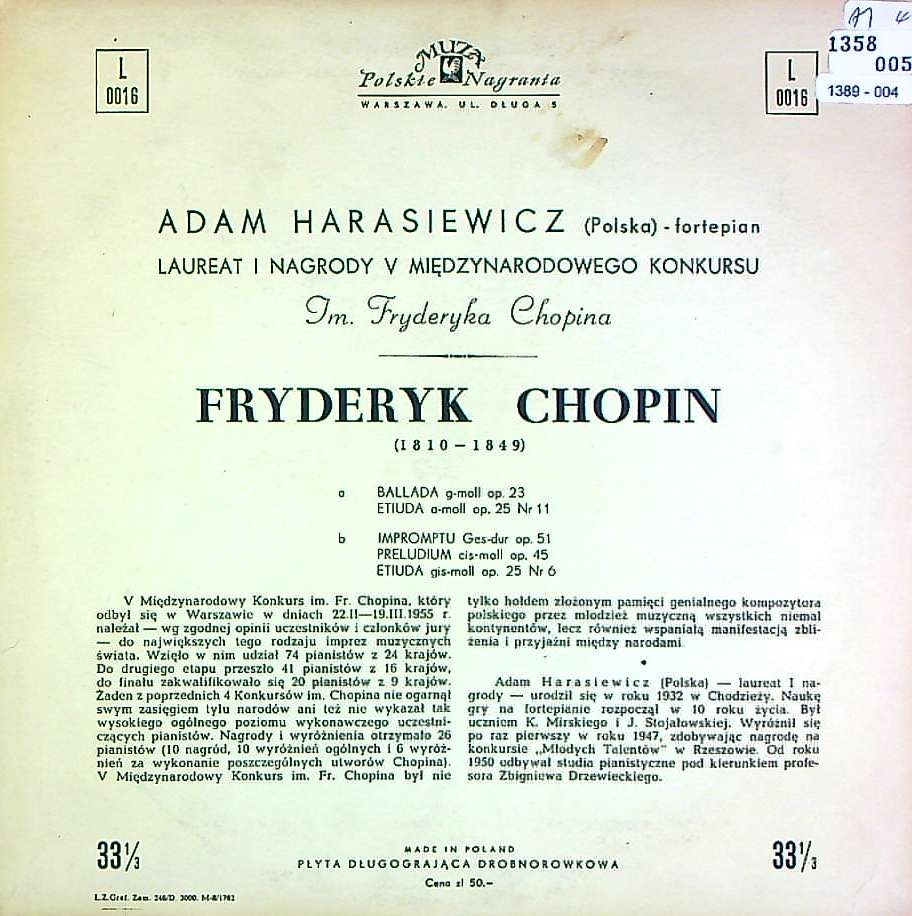 A7 4
1358
005
1389 - 004
L
0016
MUZA
Polskie Nagrania
WARSZAWA, UL. DŁUGA 5
L
0016
ADAM HARASIEWICZ (Polska) - fortepian
LAUREAT I NAGRODY V MIĘDZYNARODOWEGO KONKURSU
Im. Fryderyka Chopina
FRYDERYK CHOPIN
(1810 – 1849)
a BALLADA g-moll op. 23
ETIUDA a-moll op. 25 Nr 11
b IMPROMPTU Ges-dur op. 51
PRELUDIUM cis-moll op. 45
ETIUDA gis-moll op. 25 Nr 6
V Międzynarodowy Konkurs im. Fr. Chopina, który
odbył się w Warszawie w dniach 22.II—19.III.1955 r.
należał — wg zgodnej opinii uczestników i członków jury
— do największych tego rodzaju imprez muzycznych
świata. Wzięło w nim udział 74 pianistów z 24 krajów.
Do drugiego etapu przeszło 41 pianistów z 16 krajów,
do finału zakwalifikowało się 20 pianistów z 9 krajów.
Żaden z poprzednich 4 Konkursów im. Chopina nie ogarnął
swym zasięgiem tylu narodów ani też nie wykazał tak
wysokiego ogólnego poziomu wykonawczego uczestni-
czących pianistów. Nagrody i wyróżnienia otrzymało 26
pianistów (10 nagród, 10 wyróżnień ogólnych i 6 wyróż-
nień za wykonanie poszczególnych utworów Chopina).
V Międzynarodowy Konkurs im. Fr. Chopina był nie
tylko hołdem złożonym pamięci genialnego kompozytora
polskiego przez młodzież muzyczną wszystkich niemal
kontynentów, lecz również wspaniałą manifestacją zbli-
żenia i przyjaźni między narodami
Adam Harasiewicz (Polska) — laureat I na-
grody — urodził się w roku 1932 w Chodzieży. Naukę
gry na fortepianie rozpoczął w 10 roku życia. Był
uczniem K. Mirskiego i J. Stojałowskiej. Wyróżnił się
po raz pierwszy w roku 1947, zdobywając nagrodę na
konkursie „Młodych Talentów" w Rzeszowie. Od roku
1950 odbywał studia pianistyczne pod kierunkiem profe-
sora Zbigniewa Drzewieckiego.
33⅓
MADE IN POLAND
PŁYTA DŁUGOGRAJĄCA DROBNOROWKOWA
Cena zł 50.–
33⅓
L.Z.Graf. Zam. 246/D. 3000. M-8/1762